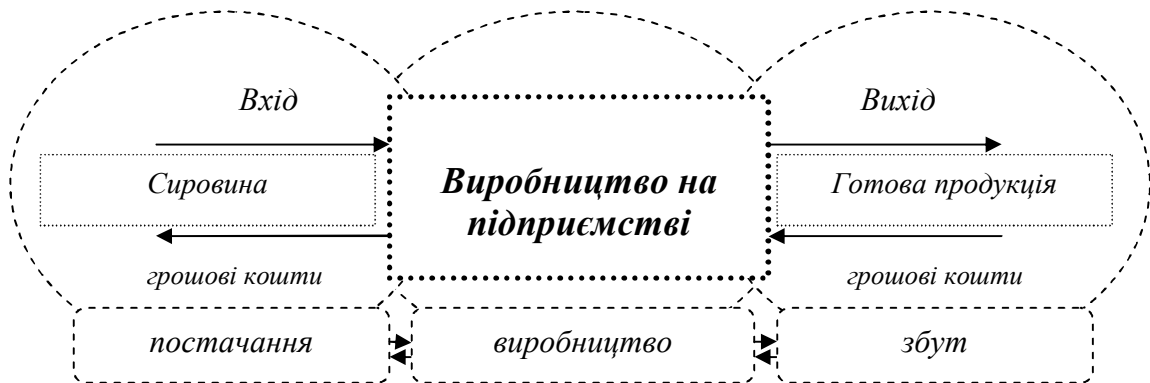 Вхід
Вихід
Сировина
Виробництво на
підприємстві
Готова продукція
грошові кошти
грошові кошти
постачання
виробництво
збут